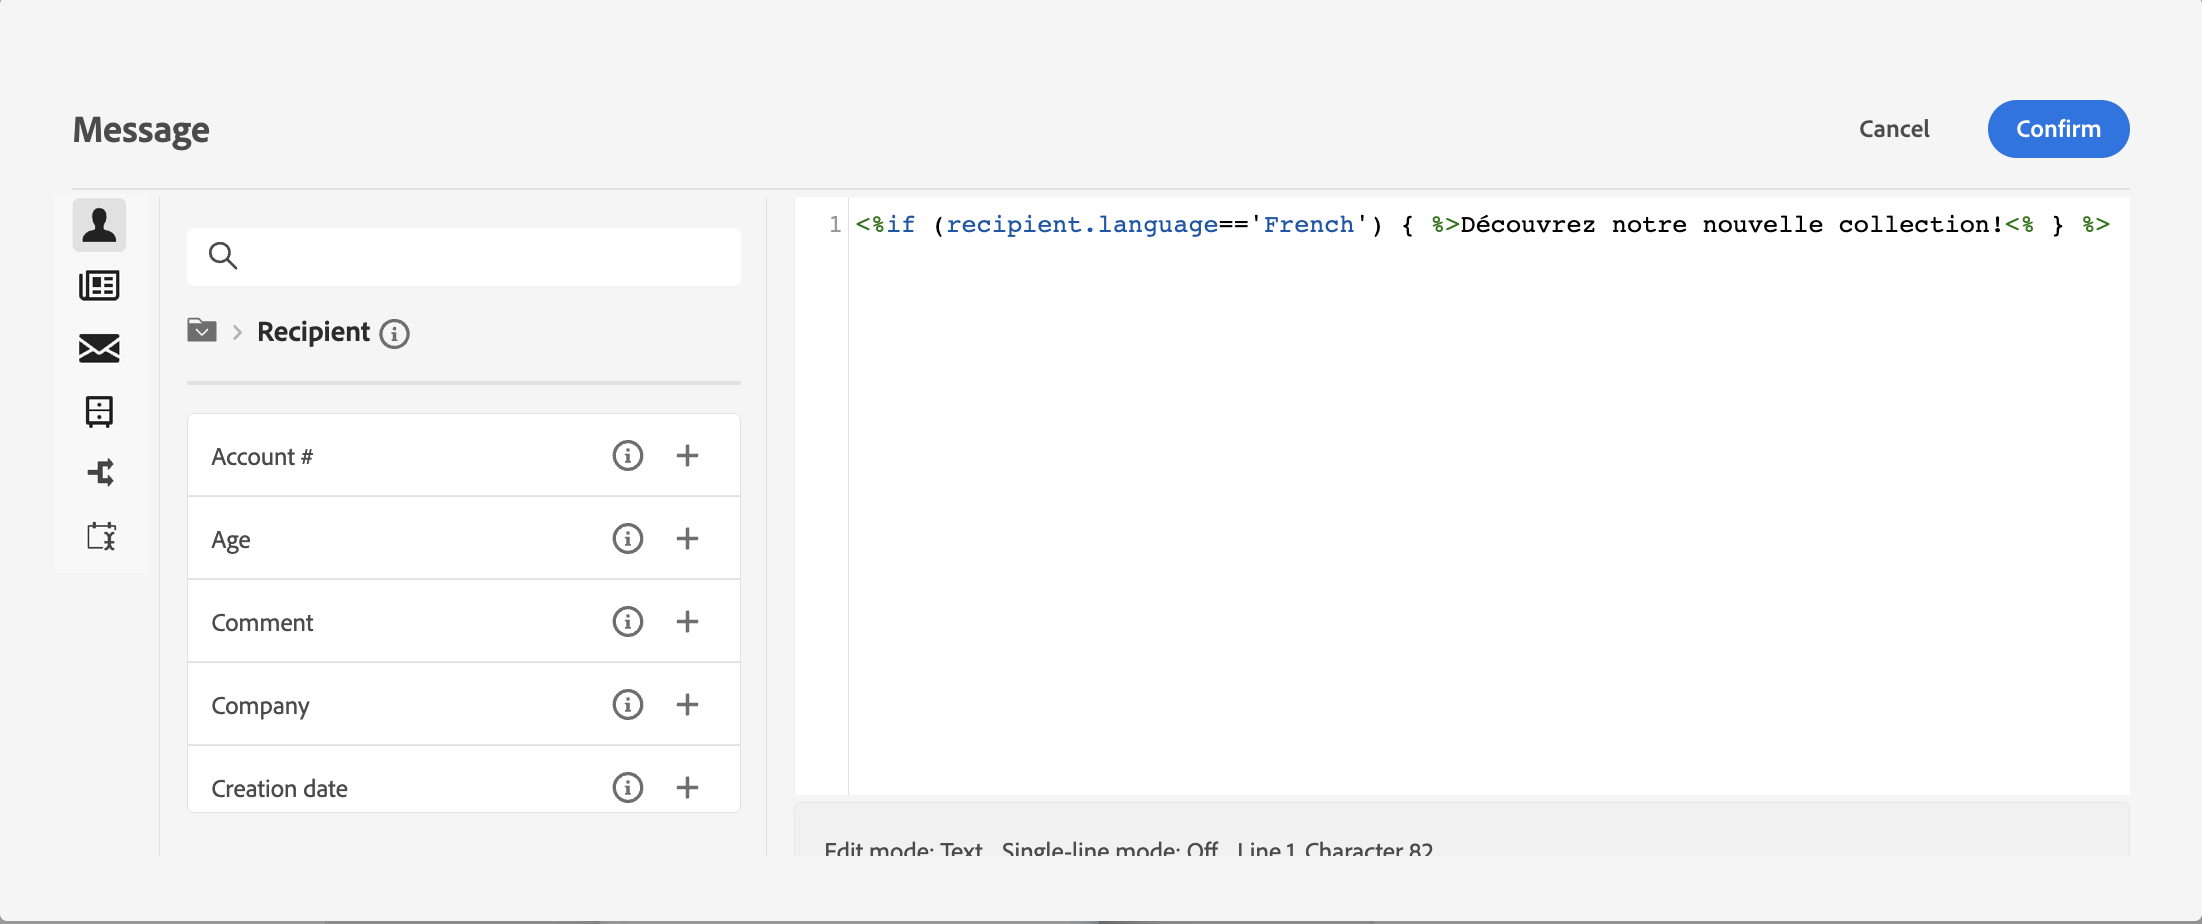 Message
Cancel
Confirm
Recipient
Account #
Age
Comment
Company
Creation date
1 <%if (recipient.language=='French') { %>Découvrez notre nouvelle collection!<% } %>
Edit mode: Text Single-line mode: Off Line 1, Character 82